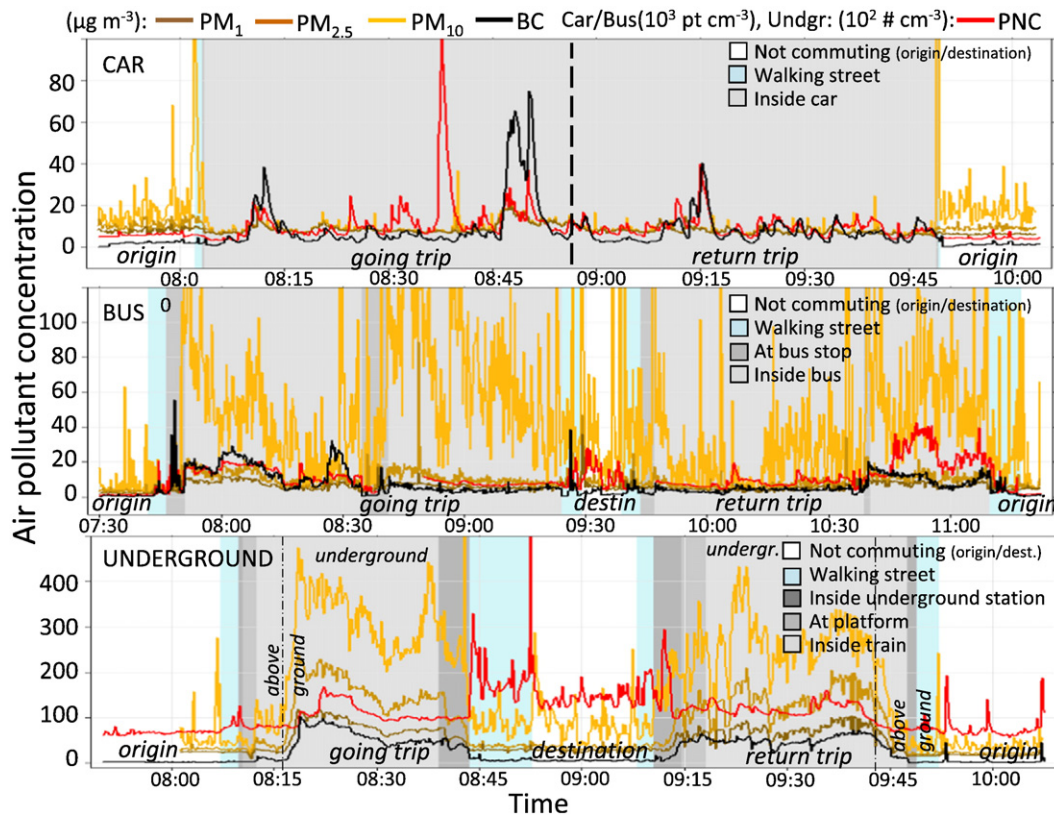 (µg m⁻³): PM₁ PM₂.₅ PM₁₀ BC Car/Bus(10³ pt cm⁻³), Undgr: (10² # cm⁻³): PNC
Air pollutant concentration
CAR
Not commuting (origin/destination)
Walking street
Inside car
80
60
40
20
0
origin going trip return trip origin
08:0 08:15 08:30 08:45 09:00 09:15 09:30 09:45 10:00
BUS
0
Not commuting (origin/destination)
Walking street
At bus stop
Inside bus
100
80
60
40
20
0
origin going trip destin return trip origin
07:30 08:00 08:30 09:00 09:30 10:00 10:30 11:00
UNDERGROUND
underground
undergr.
Not commuting (origin/dest.)
Walking street
Inside underground station
At platform
Inside train
400
300
200
100
0
above
ground
above
ground
origin going trip destination return trip origin
08:00 08:15 08:30 08:45 09:00 09:15 09:30 09:45 10:00
Time